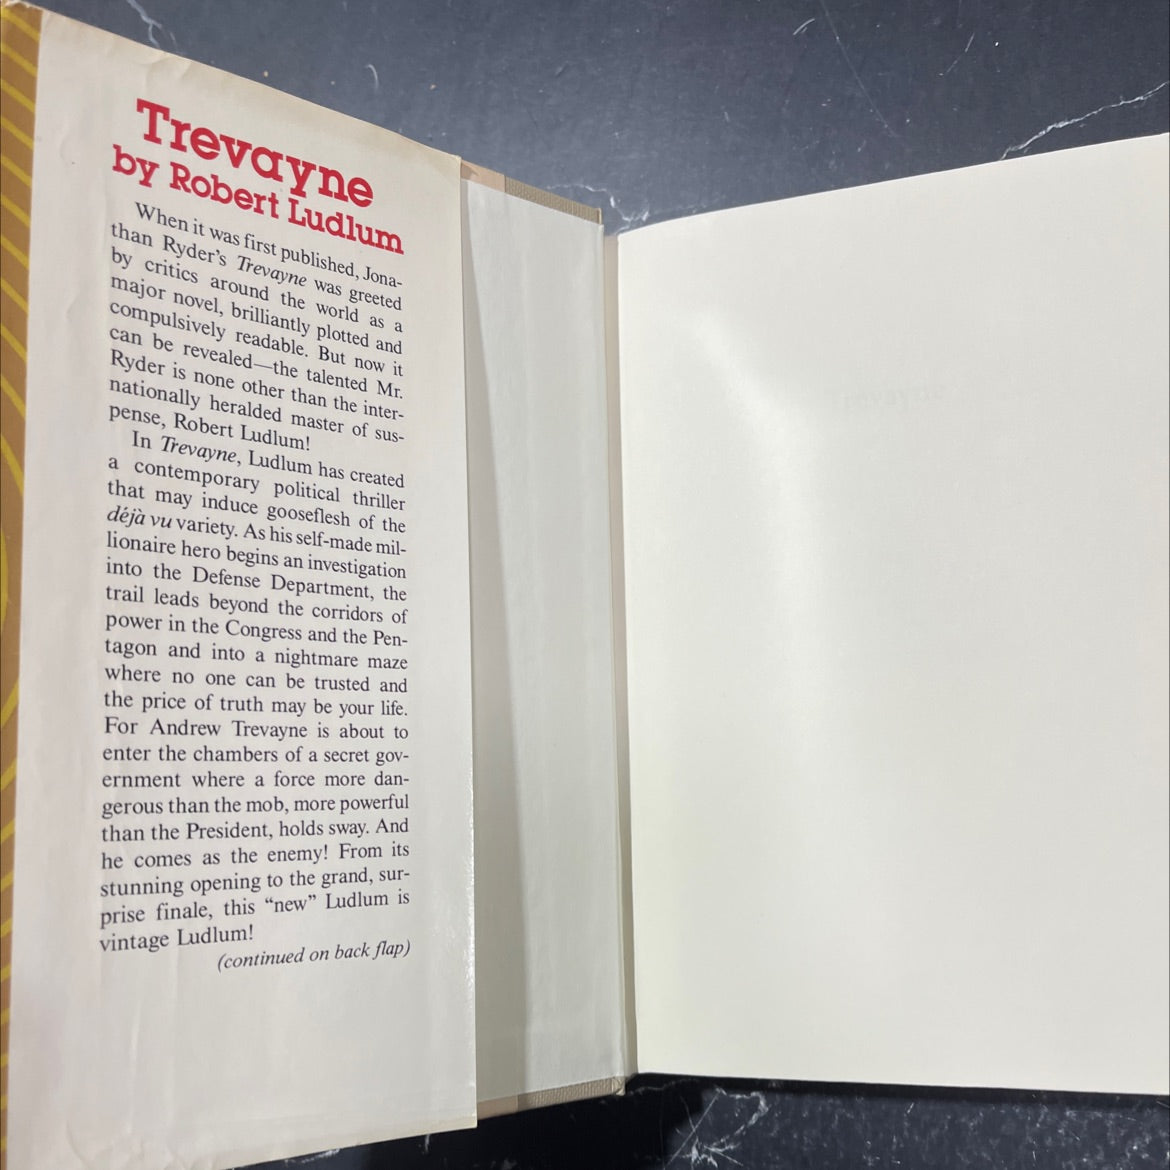 Trevayne
by Robert Ludlum
When it was first published, Jona-
than Ryder's Trevayne was greeted
by critics around the world as a
major novel, brilliantly plotted and
compulsively readable. But now it
can be revealed—the talented Mr.
Ryder is none other than the inter-
nationally heralded master of sus-
pense, Robert Ludlum!
In Trevayne, Ludlum has created
a contemporary political thriller
that may induce gooseflesh of the
déjà vu variety. As his self-made mil-
lionaire hero begins an investigation
into the Defense Department, the
trail leads beyond the corridors of
power in the Congress and the Pen-
tagon and into a nightmare maze
where no one can be trusted and
the price of truth may be your life.
For Andrew Trevayne is about to
enter the chambers of a secret gov-
ernment where a force more dan-
gerous than the mob, more powerful
than the President, holds sway. And
he comes as the enemy! From its
stunning opening to the grand, sur-
prise finale, this “new” Ludlum is
vintage Ludlum!
(continued on back flap)
Trevayne